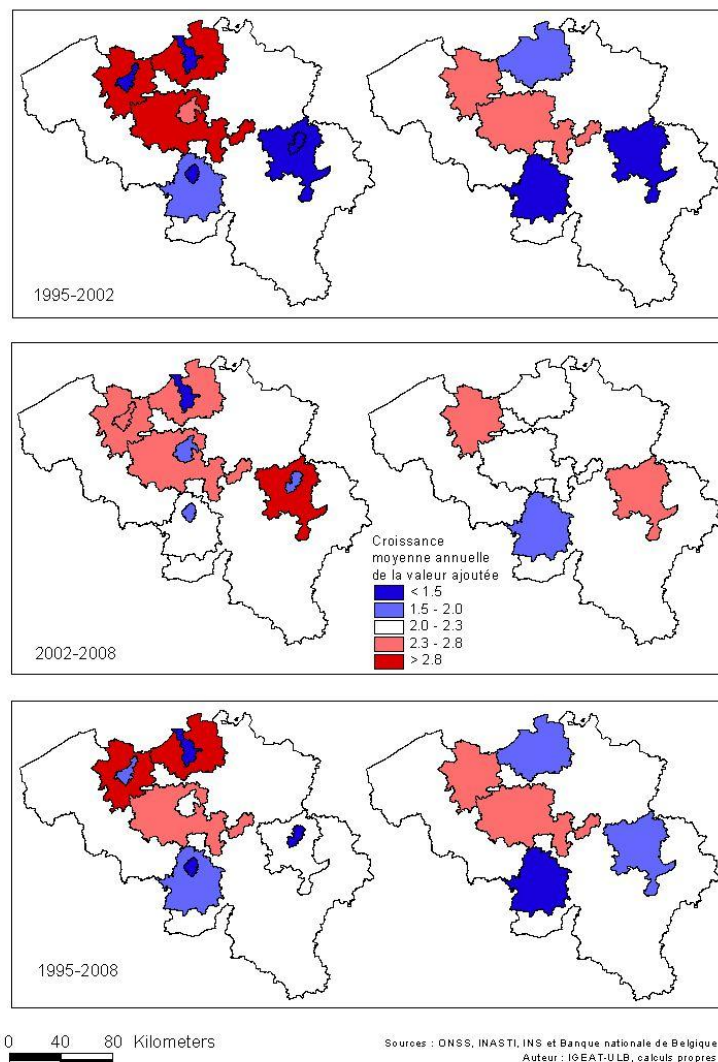 1995-2002
Croissance
moyenne annuelle
de la valeur ajoutée
< 1.5
1.5 - 2.0
2.0 - 2.3
2.3 - 2.8
> 2.8
2002-2008
1995-2008
0 40 80 Kilometers
Sources : ONSS, INASTI, INS et Banque nationale de Belgique
Auteur : IGEAT-ULB, calculs propres